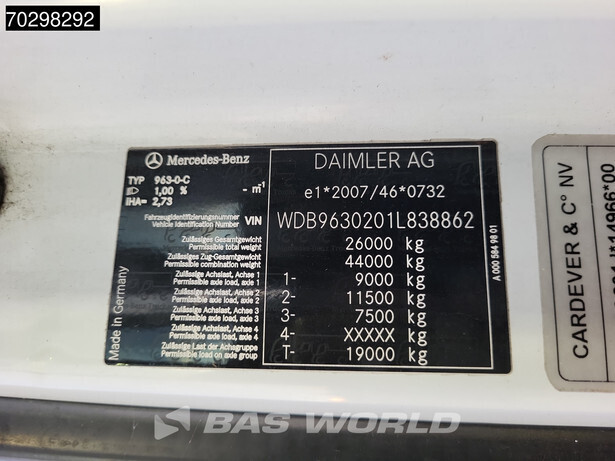 70298292
Mercedes-Benz
DAIMLER AG
TYP 963-0-C
1,00 % - m⁻¹
IHA= 2,73
e1*2007/46*0732
Fahrzeugidentifizierungsnummer
Vehicle Identification Number VIN WDB9630201L838862
Zulässiges Gesamtgewicht
Permissible total weight 26000 kg
Zulässiges Zug-Gesamtgewicht
Permissible combination weight 44000 kg
Zulässige Achslast, Achse 1
Permissible axle load, axle 1 1- 9000 kg
Zulässige Achslast, Achse 2
Permissible axle load, axle 2 2- 11500 kg
Zulässige Achslast, Achse 3
Permissible axle load, axle 3 3- 7500 kg
Zulässige Achslast, Achse 4
Permissible axle load, axle 4 4- XXXXX kg
Zulässige Last der Achsgruppe
Permissible load on axle group T- 19000 kg
Made in Germany
A 000 584 98 01
CARDEVER & C° NV
BAS WORLD